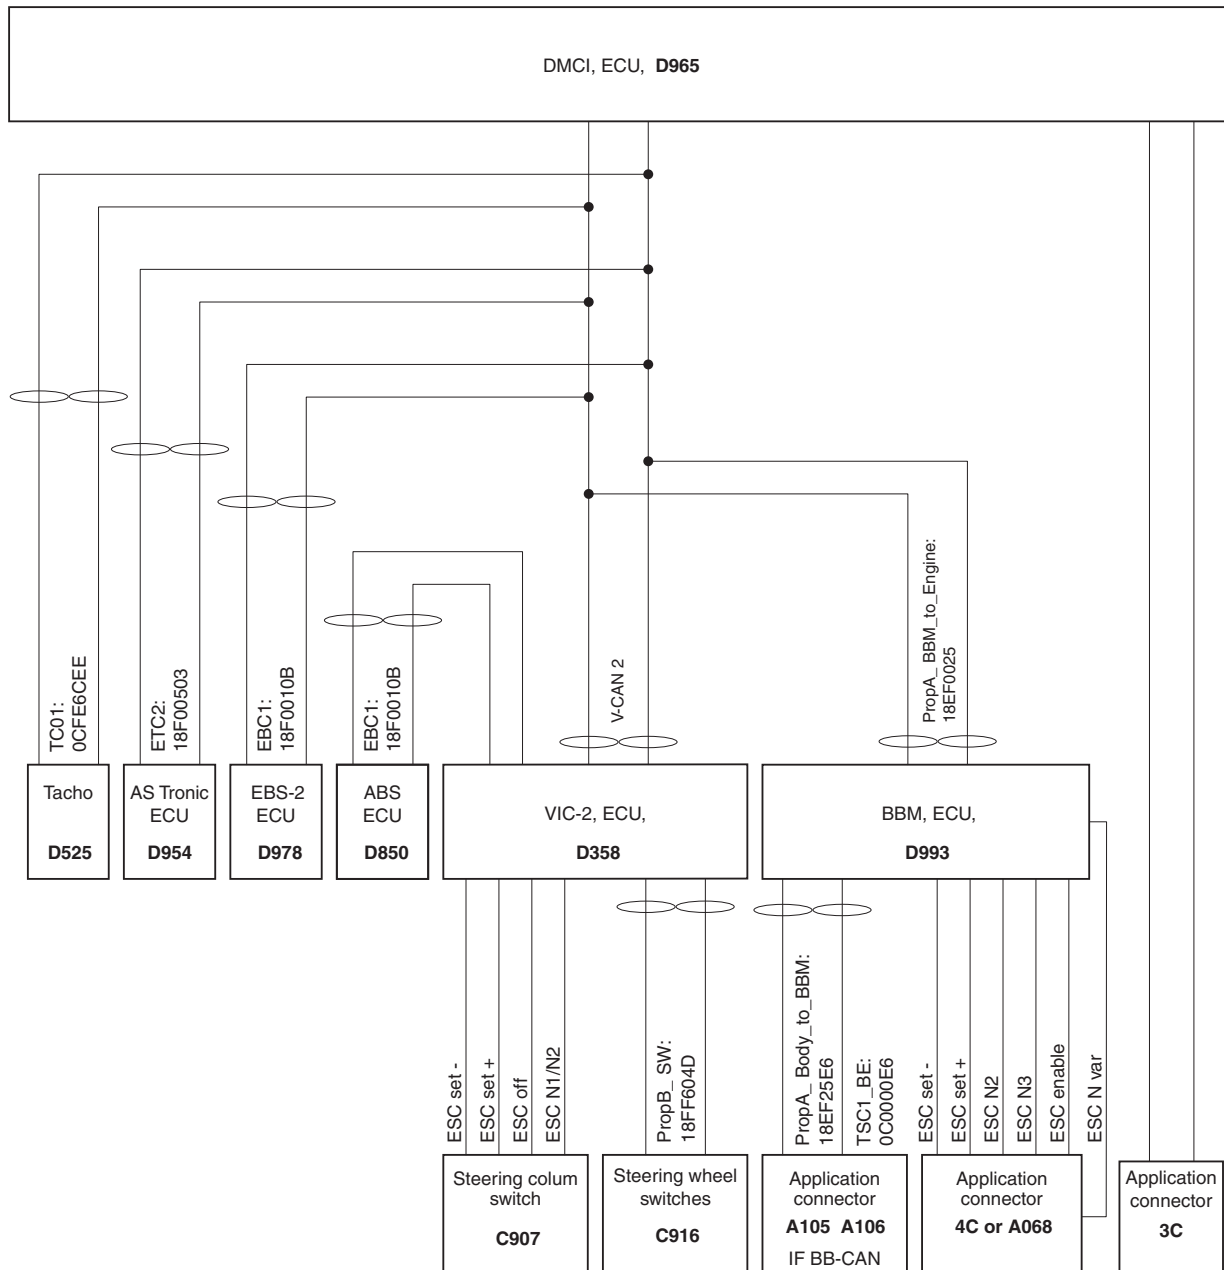 DMCI, ECU, D965
PropA_ BBM_to_Engine:
18EF0025
V-CAN 2
TC01:
0CFE6CEE
ETC2:
18F00503
EBC1:
18F0010B
EBC1:
18F0010B
Tacho
D525
AS Tronic
ECU
D954
EBS-2
ECU
D978
ABS
ECU
D850
VIC-2, ECU,
D358
BBM, ECU,
D993
ESC set -
ESC set +
ESC off
ESC N1/N2
PropB_ SW:
18FF604D
PropA_ Body_to_BBM:
18EF25E6
TSC1_BE:
0C0000E6
ESC set -
ESC set +
ESC N2
ESC N3
ESC enable
ESC N var
Steering colum
switch
C907
Steering wheel
switches
C916
Application
connector
A105 A106
IF BB-CAN
Application
connector
4C or A068
Application
connector
3C